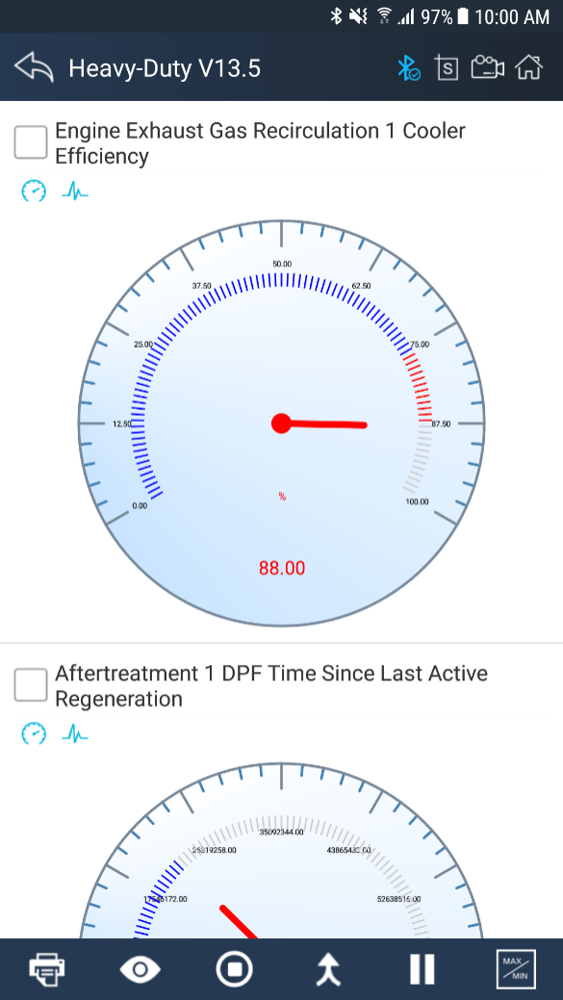 97% 10:00 AM
Heavy-Duty V13.5
S
Engine Exhaust Gas Recirculation 1 Cooler
Efficiency
50.00
37.50 62.50
25.00 75.00
12.50 87.50
0.00 100.00
%
88.00
Aftertreatment 1 DPF Time Since Last Active
Regeneration
35092344.00
26319258.00 43865432.00
17546172.00 52638516.00
MAX
MIN